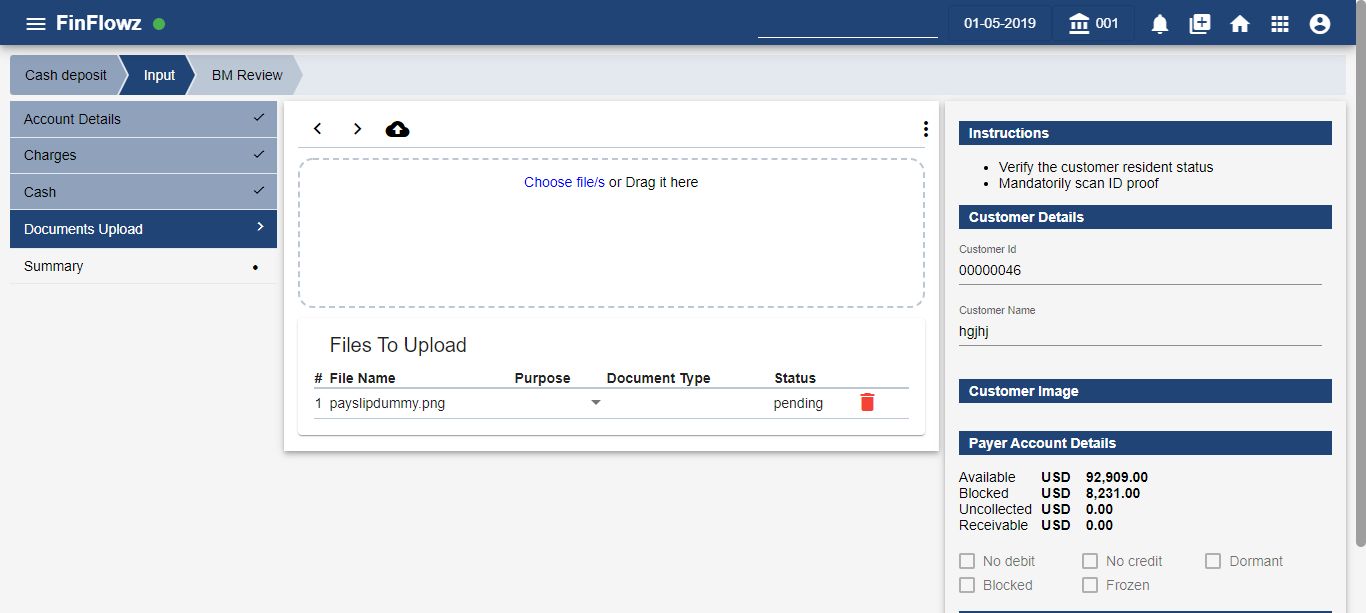 FinFlowz
01-05-2019
001
Cash deposit
Input
BM Review
Account Details
Charges
Cash
Documents Upload
Summary
Choose file/s or Drag it here
Files To Upload
# File Name Purpose Document Type Status
1 payslipdummy.png pending
Instructions
• Verify the customer resident status
• Mandatorily scan ID proof
Customer Details
Customer Id
00000046
Customer Name
hgjhj
Customer Image
Payer Account Details
Available USD 92,909.00
Blocked USD 8,231.00
Uncollected USD 0.00
Receivable USD 0.00
No debit No credit Dormant
Blocked Frozen